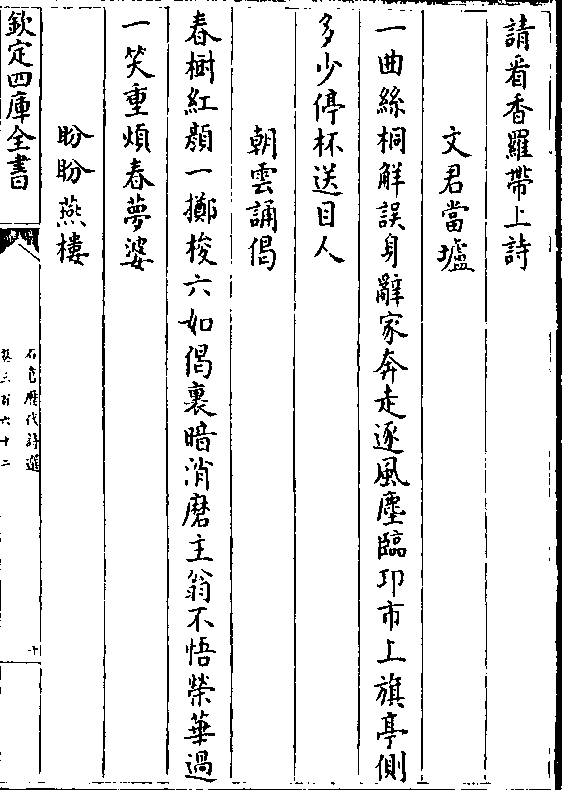 請看香羅帶上詩
文君當壚
一曲絲桐解誤身辭家奔走逐風塵臨卭市上旗亭側
多少停杯送目人
朝雲誦偈
春樹紅顔一擲梭六如偈裏暗消磨主翁不悟榮華過
一笑重煩春夢婆
盼盼燕樓
欽定四庫全書
石倉歴代詩選
卷三百六十二
十